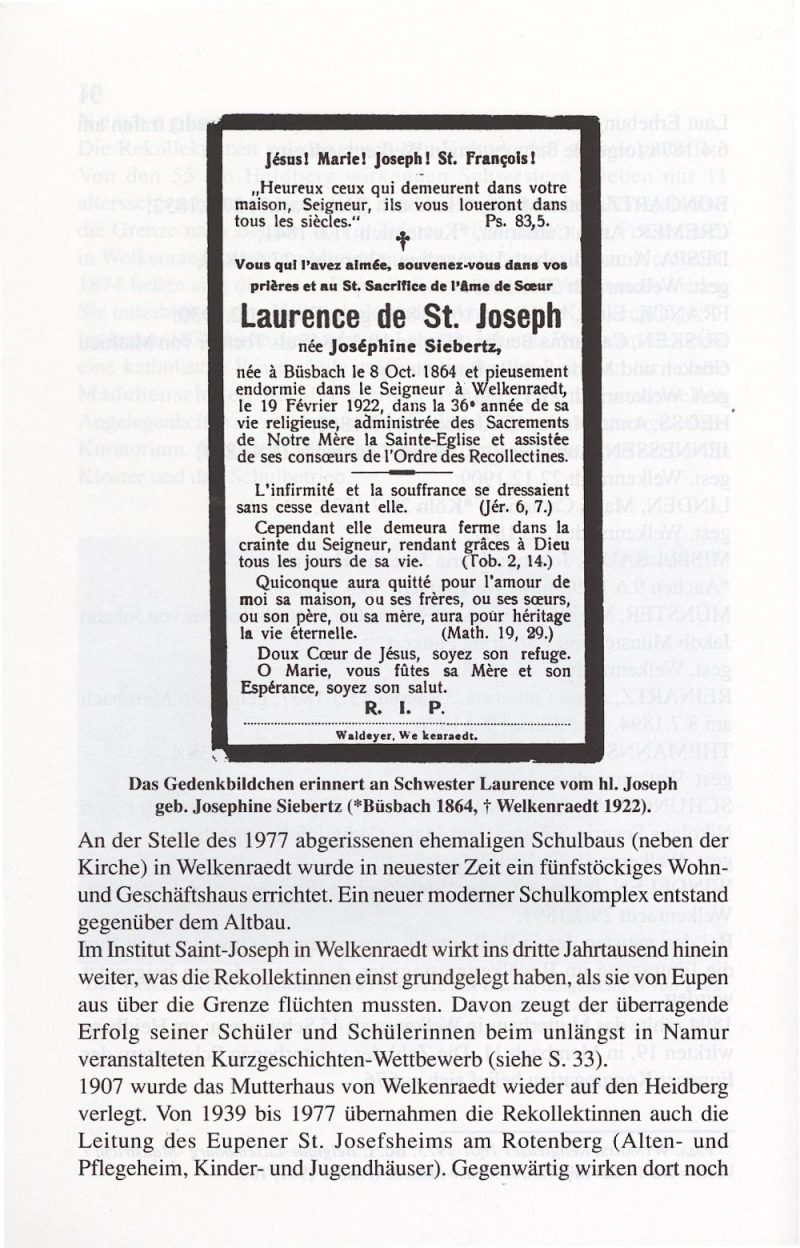 Jésus! Marie! Joseph! St. François!
„Heureux ceux qui demeurent dans votre
maison, Seigneur, ils vous loueront dans
tous les siècles.“ Ps. 83,5.
†
Vous qui l'avez aimée, souvenez-vous dans vos
prières et au St. Sacrifice de l'Âme de Sœur
Laurence de St. Joseph
née Joséphine Siebertz,
née à Büsbach le 8 Oct. 1864 et pieusement
endormie dans le Seigneur à Welkenraedt,
le 19 Février 1922, dans la 36e année de sa
vie religieuse, administrée des Sacrements
de Notre Mère la Sainte-Eglise et assistée
de ses consœurs de l'Ordre des Recollectines.
L'infirmité et la souffrance se dressaient
sans cesse devant elle. (Jér. 6, 7.)
Cependant elle demeura ferme dans la
crainte du Seigneur, rendant grâces à Dieu
tous les jours de sa vie. (Tob. 2, 14.)
Quiconque aura quitté pour l'amour de
moi sa maison, ou ses frères, ou ses sœurs,
ou son père, ou sa mère, aura pour héritage
la vie éternelle. (Math. 19, 29.)
Doux Cœur de Jésus, soyez son refuge.
O Marie, vous fûtes sa Mère et son
Espérance, soyez son salut.
R. I. P.
Waldeyer, We kenraedt.
Das Gedenkbildchen erinnert an Schwester Laurence vom hl. Joseph
geb. Josephine Siebertz (*Büsbach 1864, † Welkenraedt 1922).
An der Stelle des 1977 abgerissenen ehemaligen Schulbaus (neben der
Kirche) in Welkenraedt wurde in neuester Zeit ein fünfstöckiges Wohn-
und Geschäftshaus errichtet. Ein neuer moderner Schulkomplex entstand
gegenüber dem Altbau.
Im Institut Saint-Joseph in Welkenraedt wirkt ins dritte Jahrtausend hinein
weiter, was die Rekollektinnen einst grundgelegt haben, als sie von Eupen
aus über die Grenze flüchten mussten. Davon zeugt der überragende
Erfolg seiner Schüler und Schülerinnen beim unlängst in Namur
veranstalteten Kurzgeschichten-Wettbewerb (siehe S. 33).
1907 wurde das Mutterhaus von Welkenraedt wieder auf den Heidberg
verlegt. Von 1939 bis 1977 übernahmen die Rekollektinnen auch die
Leitung des Eupener St. Josefsheims am Rotenberg (Alten- und
Pflegeheim, Kinder- und Jugendhäuser). Gegenwärtig wirken dort noch